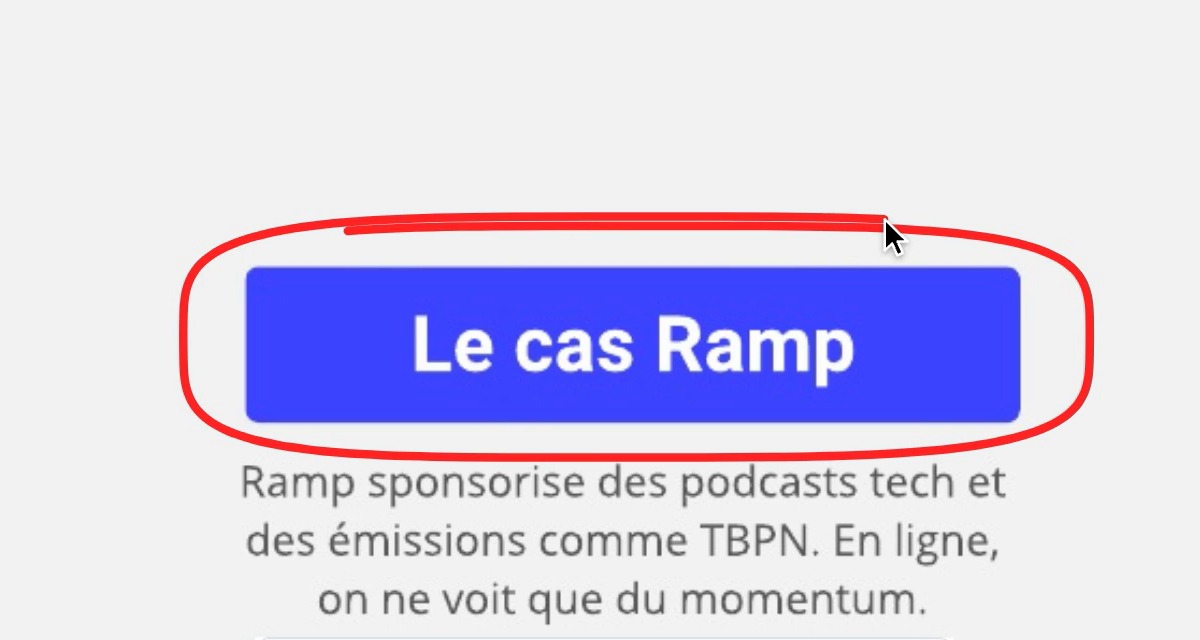 Le cas Ramp
Ramp sponsorise des podcasts tech et
des émissions comme TBPN. En ligne,
on ne voit que du momentum.